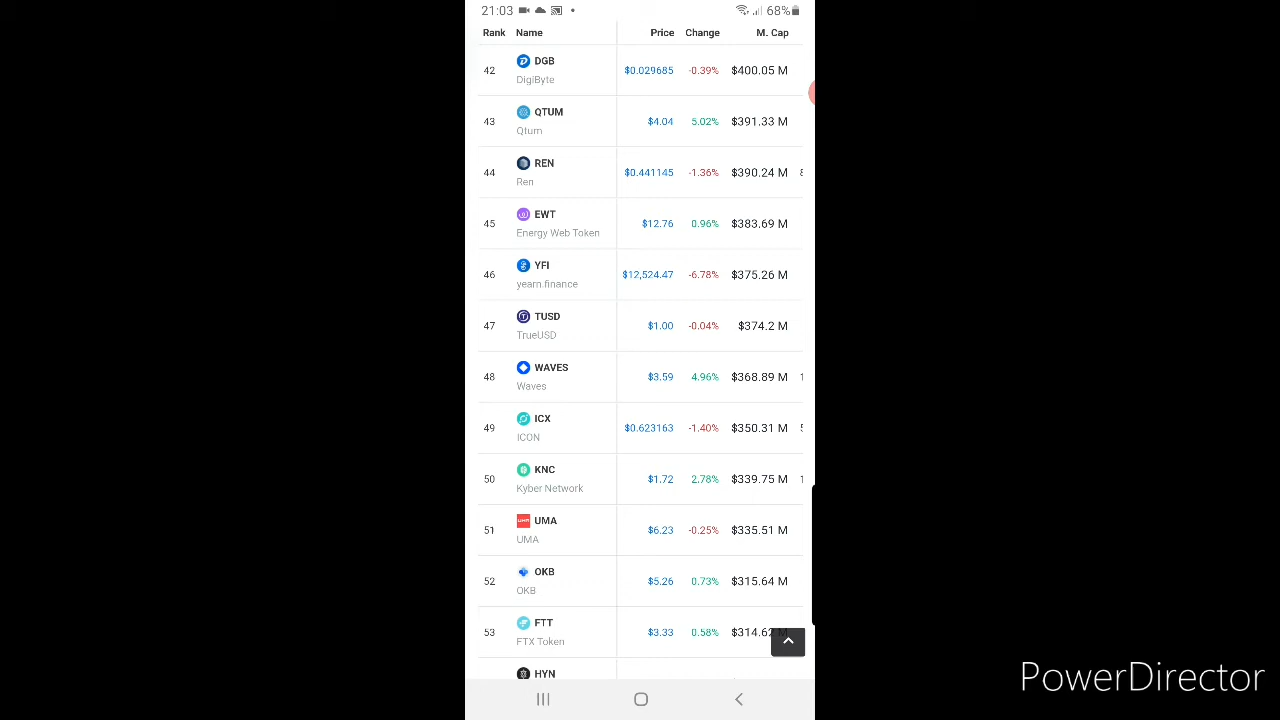 21:03 68%
Rank Name Price Change M. Cap
42 DGB DigiByte $0.029685 -0.39% $400.05 M
43 QTUM Qtum $4.04 5.02% $391.33 M
44 REN Ren $0.441145 -1.36% $390.24 M
45 EWT Energy Web Token $12.76 0.96% $383.69 M
46 YFI yearn.finance $12,524.47 -6.78% $375.26 M
47 TUSD TrueUSD $1.00 -0.04% $374.2 M
48 WAVES Waves $3.59 4.96% $368.89 M
49 ICX ICON $0.623163 -1.40% $350.31 M
50 KNC Kyber Network $1.72 2.78% $339.75 M
51 UMA UMA $6.23 -0.25% $335.51 M
52 OKB OKB $5.26 0.73% $315.64 M
53 FTT FTX Token $3.33 0.58% $314.62 M
HYN
PowerDirector